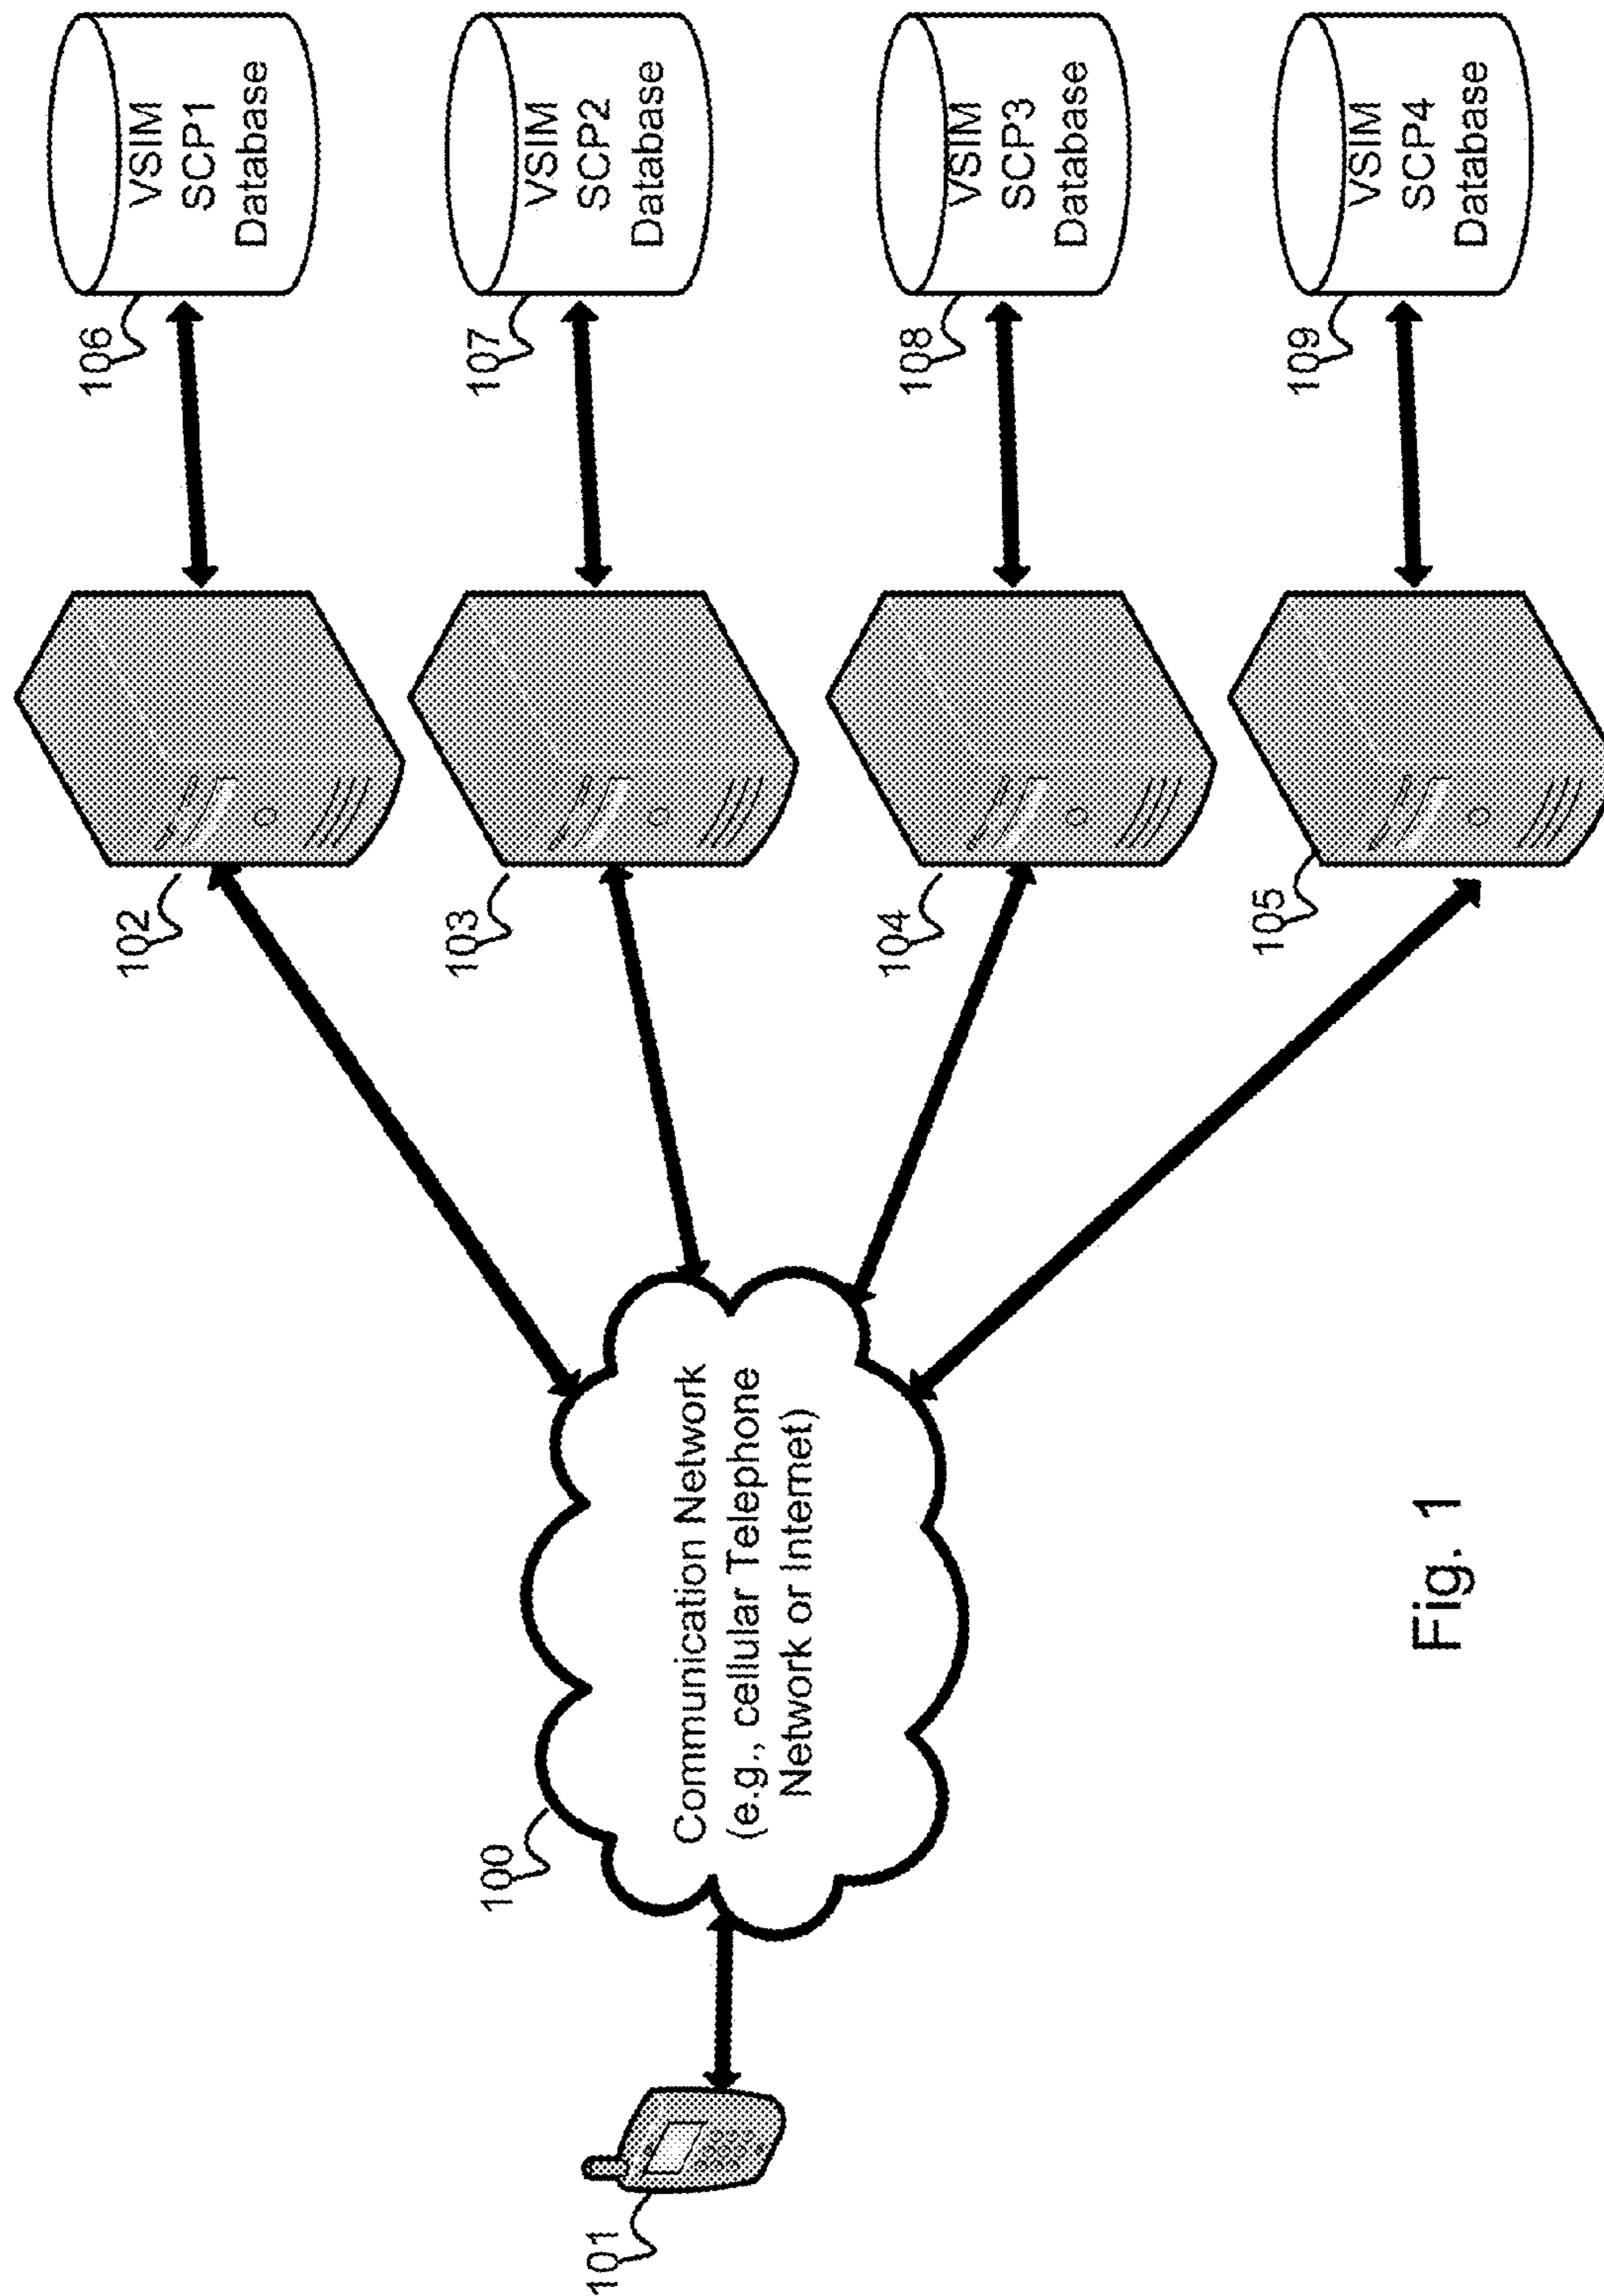 106
VSIM
SCP1
Database
102
107
VSIM
SCP2
Database
103
100
Communication Network
(e.g., cellular Telephone
Network or Internet)
101
108
VSIM
SCP3
Database
104
109
VSIM
SCP4
Database
105
Fig. 1